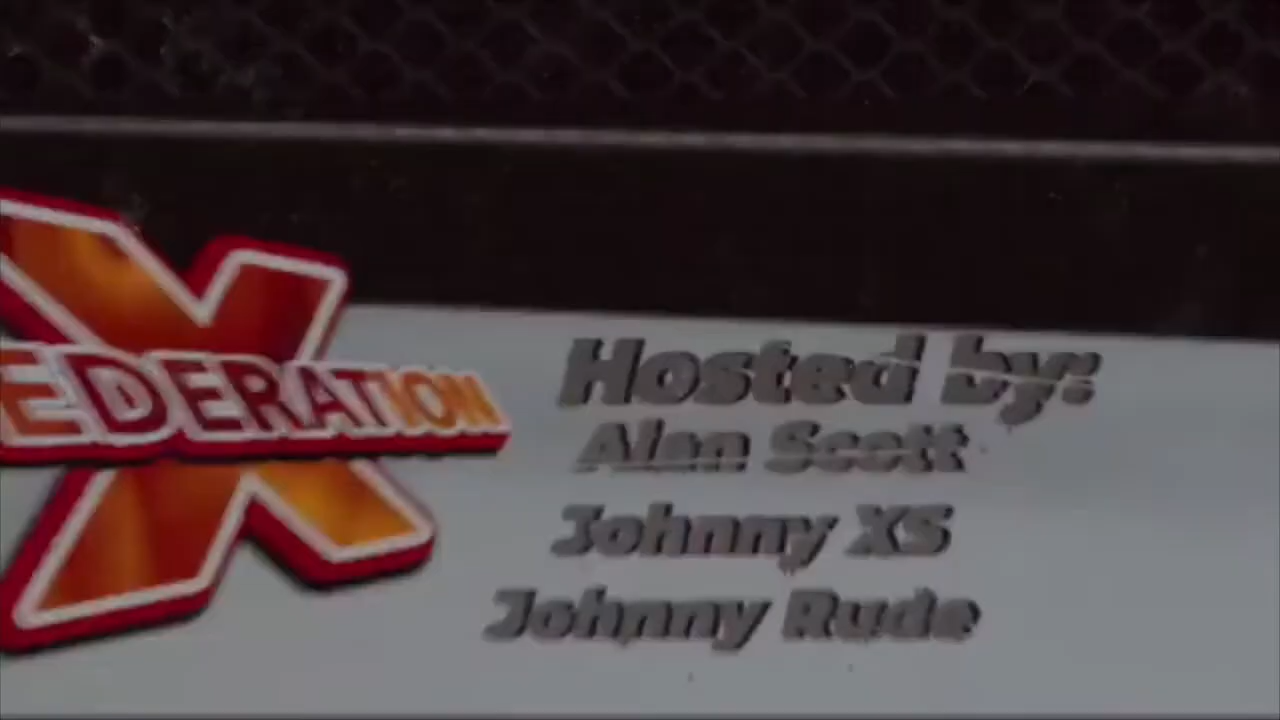 X
EDERATION
Hosted by:
Alan Scott
Johnny XS
Johnny Rude